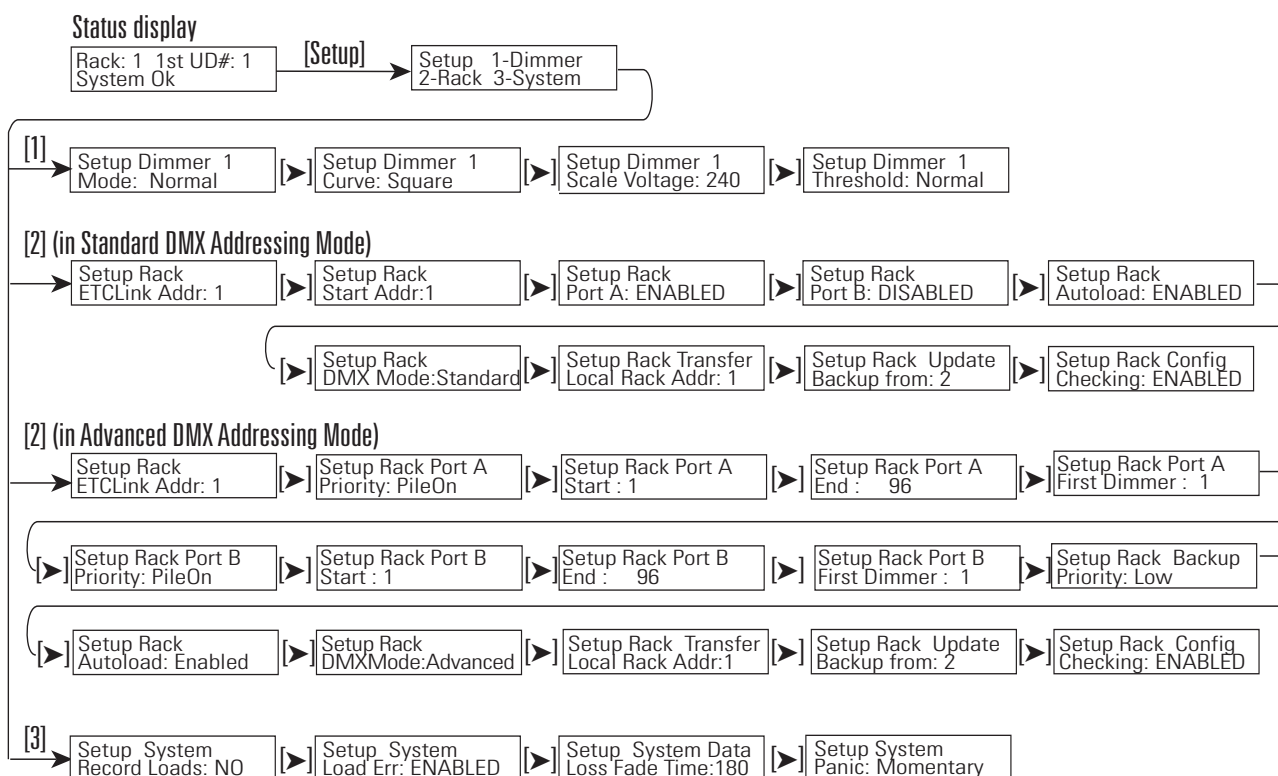 Status display
Rack: 1 1st UD#: 1
System Ok
[Setup]
Setup 1-Dimmer
2-Rack 3-System
[1]
Setup Dimmer 1
Mode: Normal
[➤]
Setup Dimmer 1
Curve: Square
[➤]
Setup Dimmer 1
Scale Voltage: 240
[➤]
Setup Dimmer 1
Threshold: Normal
[2] (in Standard DMX Addressing Mode)
Setup Rack
ETCLink Addr: 1
[➤]
Setup Rack
Start Addr:1
[➤]
Setup Rack
Port A: ENABLED
[➤]
Setup Rack
Port B: DISABLED
[➤]
Setup Rack
Autoload: ENABLED
[➤]
Setup Rack
DMX Mode:Standard
[➤]
Setup Rack Transfer
Local Rack Addr: 1
[➤]
Setup Rack Update
Backup from: 2
[➤]
Setup Rack Config
Checking: ENABLED
[2] (in Advanced DMX Addressing Mode)
Setup Rack
ETCLink Addr: 1
[➤]
Setup Rack Port A
Priority: PileOn
[➤]
Setup Rack Port A
Start : 1
[➤]
Setup Rack Port A
End : 96
[➤]
Setup Rack Port A
First Dimmer : 1
[➤]
Setup Rack Port B
Priority: PileOn
[➤]
Setup Rack Port B
Start : 1
[➤]
Setup Rack Port B
End : 96
[➤]
Setup Rack Port B
First Dimmer : 1
[➤]
Setup Rack Backup
Priority: Low
[➤]
Setup Rack
Autoload: Enabled
[➤]
Setup Rack
DMXMode:Advanced
[➤]
Setup Rack Transfer
Local Rack Addr:1
[➤]
Setup Rack Update
Backup from: 2
[➤]
Setup Rack Config
Checking: ENABLED
[3]
Setup System
Record Loads: NO
[➤]
Setup System
Load Err: ENABLED
[➤]
Setup System Data
Loss Fade Time:180
[➤]
Setup System
Panic: Momentary